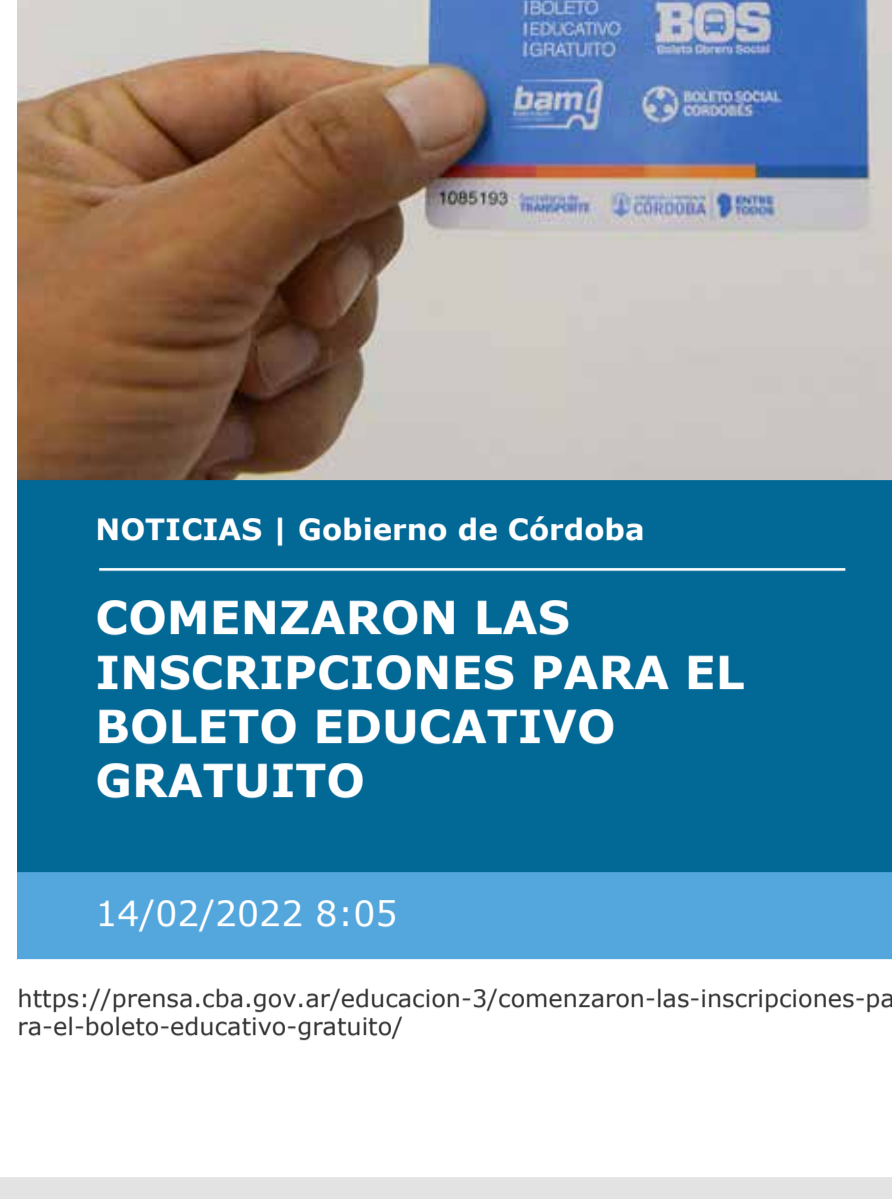 BOLETO
EDUCATIVO
GRATUITO
BOS
Boleto Obrero Social
bam
BOLETO SOCIAL
CORDOBÉS
1085193
Secretaría de
TRANSPORTE
CÓRDOBA
ENTRE
TODOS
NOTICIAS | Gobierno de Córdoba
COMENZARON LAS
INSCRIPCIONES PARA EL
BOLETO EDUCATIVO
GRATUITO
14/02/2022 8:05
https://prensa.cba.gov.ar/educacion-3/comenzaron-las-inscripciones-pa
ra-el-boleto-educativo-gratuito/